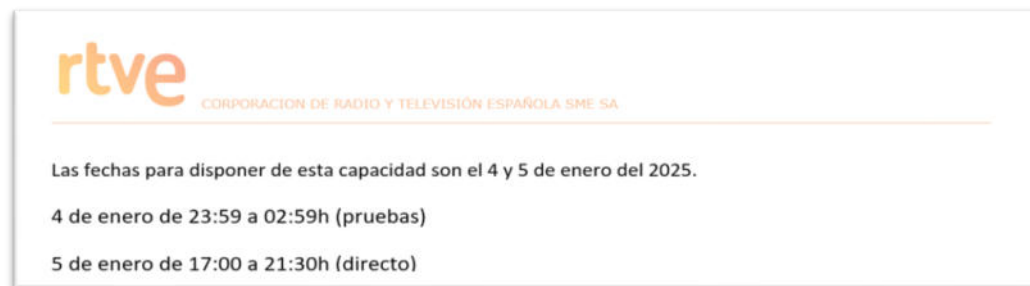 rtve
CORPORACION DE RADIO Y TELEVISIÓN ESPAÑOLA SME SA
Las fechas para disponer de esta capacidad son el 4 y 5 de enero del 2025.
4 de enero de 23:59 a 02:59h (pruebas)
5 de enero de 17:00 a 21:30h (directo)